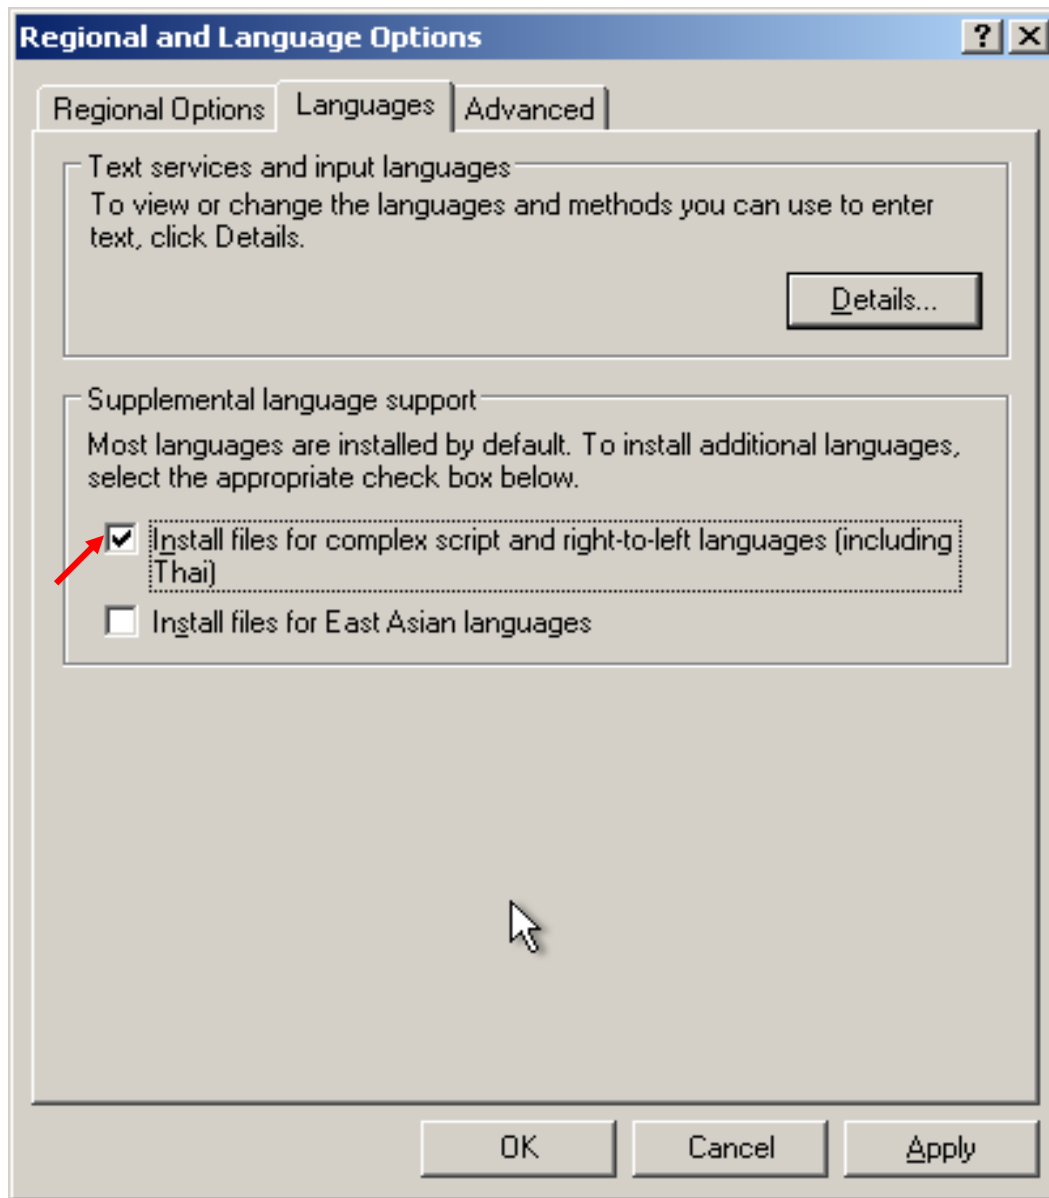 Regional and Language Options
Regional Options Languages Advanced
Text services and input languages
To view or change the languages and methods you can use to enter
text, click Details.
Details...
Supplemental language support
Most languages are installed by default. To install additional languages,
select the appropriate check box below.
Install files for complex script and right-to-left languages (including
Thai)
Install files for East Asian languages
OK Cancel Apply